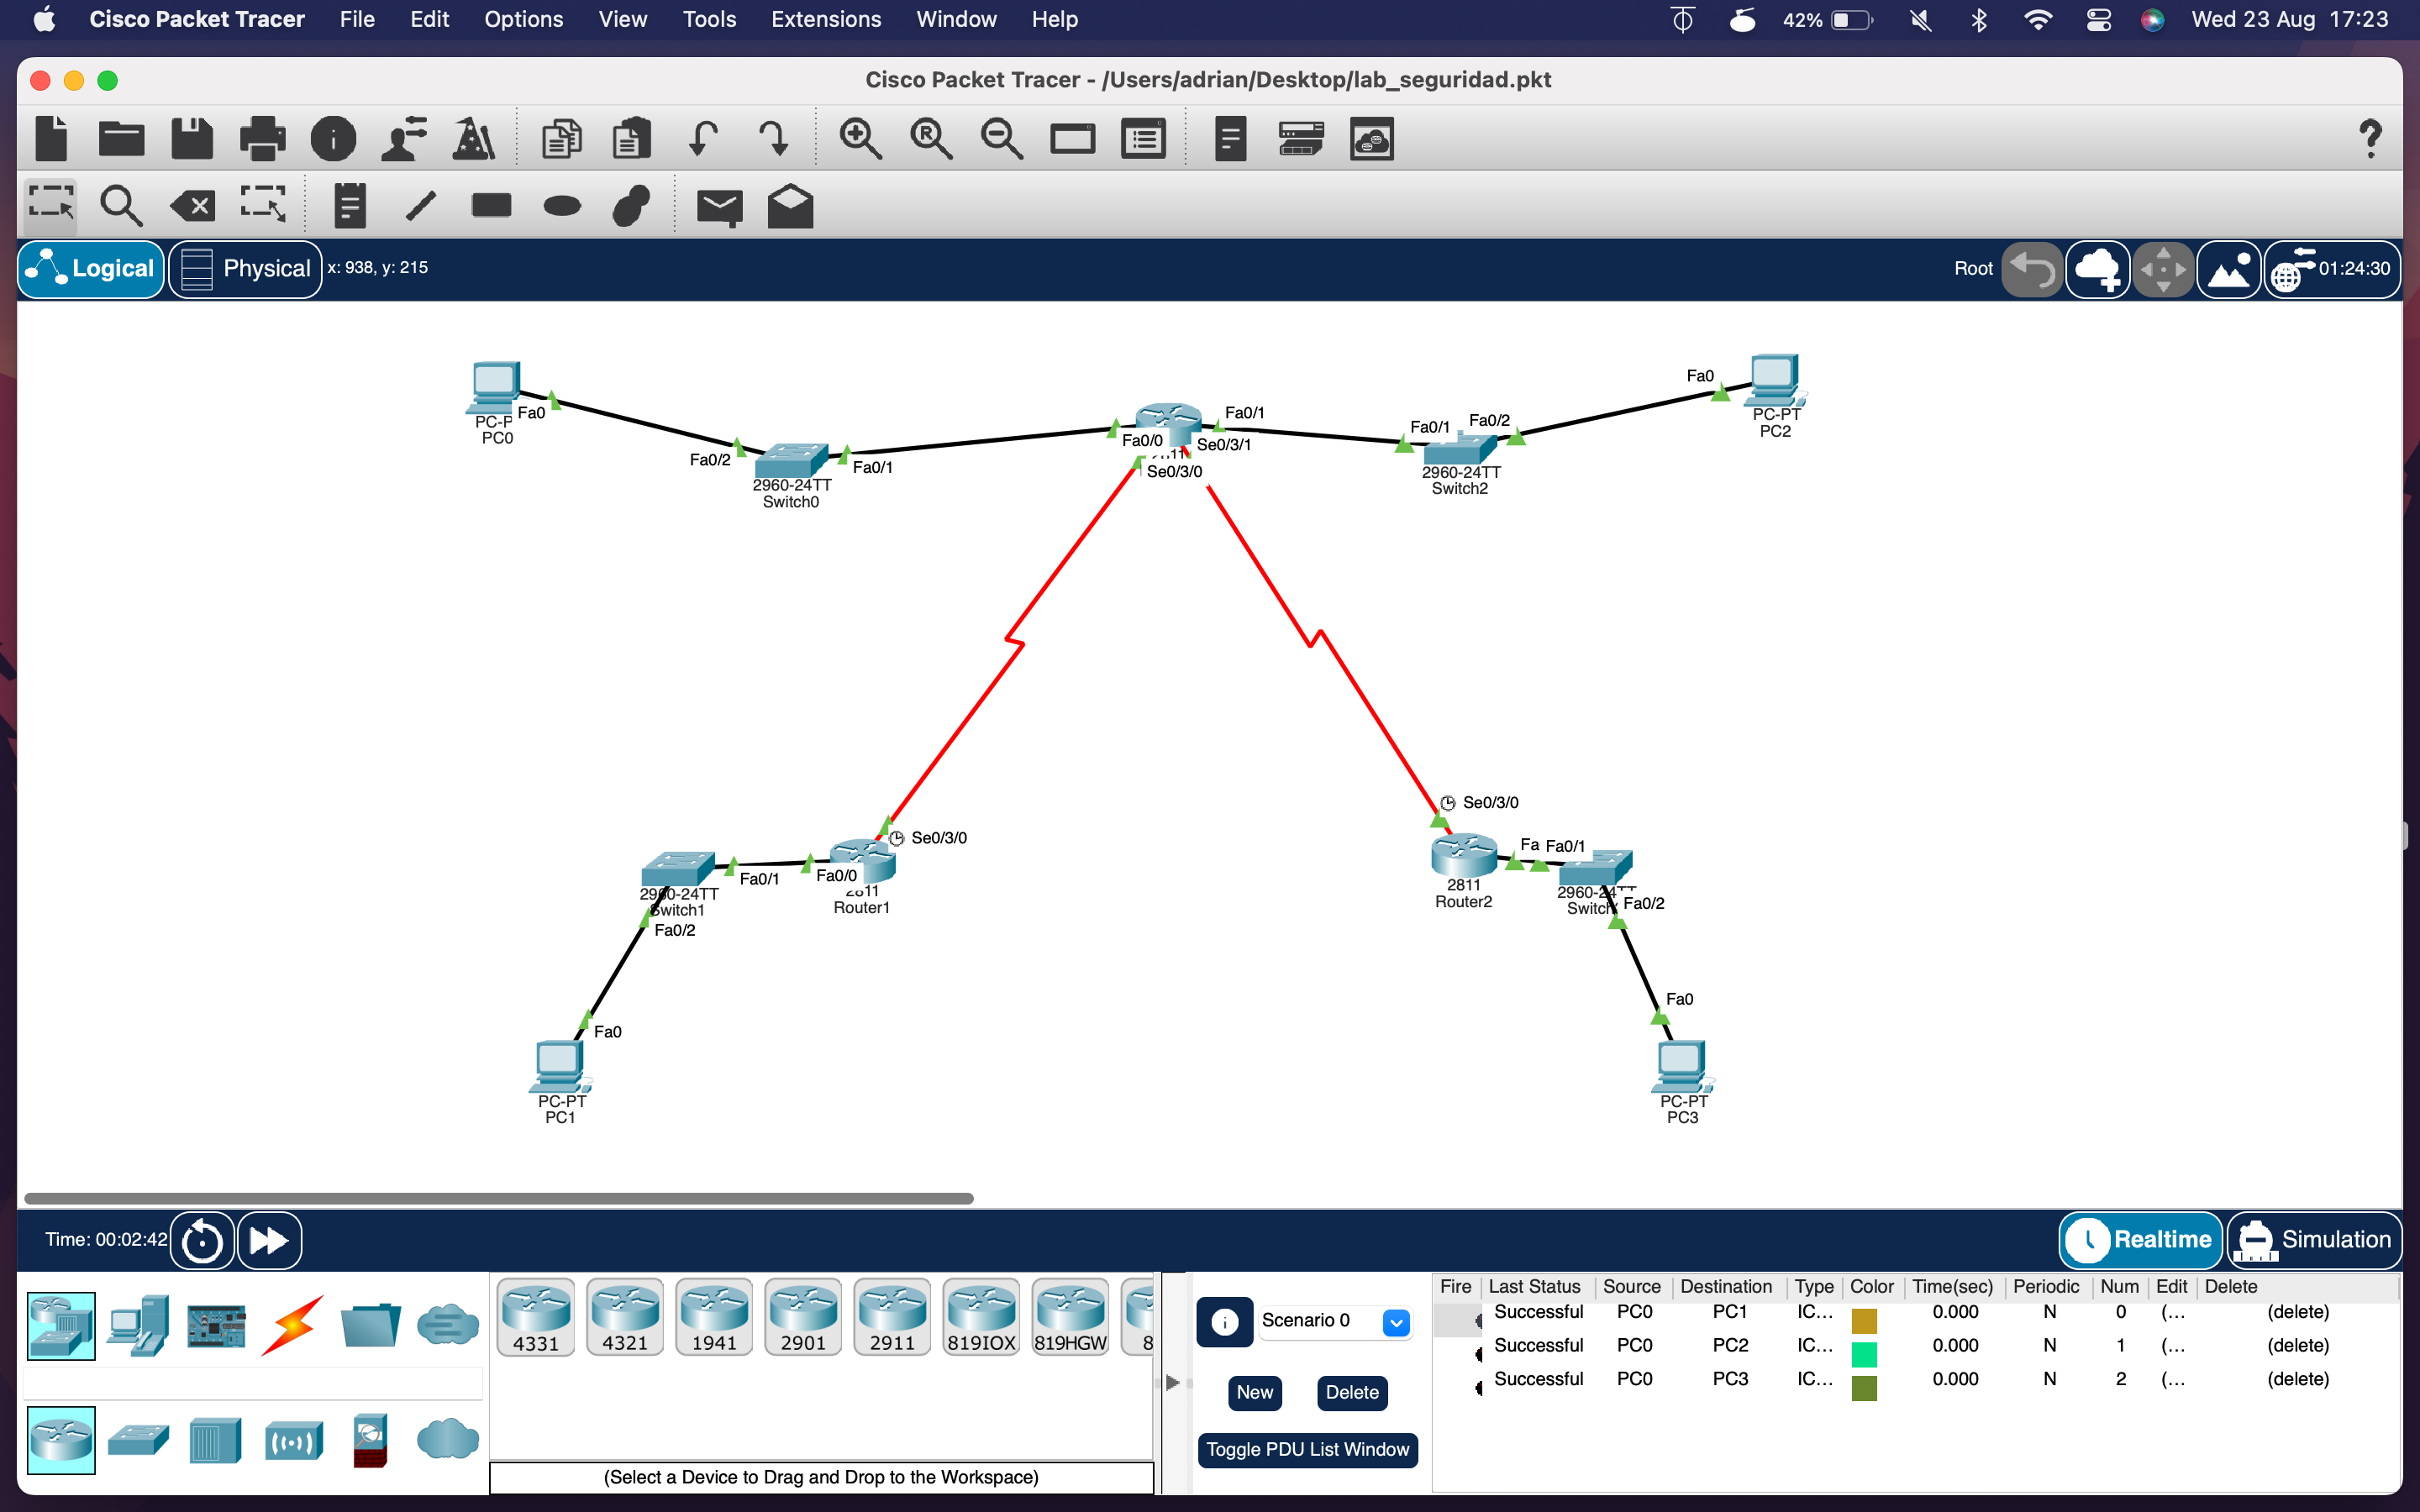 Cisco Packet Tracer File Edit Options View Tools Extensions Window Help 42% Wed 23 Aug 17:23
Cisco Packet Tracer - /Users/adrian/Desktop/lab_seguridad.pkt
Logical Physical x: 938, y: 215 Root 01:24:30
Fa0
PC-P
PC0
Fa0/2
2960-24TT
Switch0
Fa0/1
Fa0/0
Fa0/1
Se0/3/1
Se0/3/0
Fa0/1
Fa0/2
2960-24TT
Switch2
Fa0
PC-PT
PC2
Se0/3/0
Fa0/1
Fa0/0
2960-24TT
Switch1
2811
Router1
Fa0/2
Fa0
PC-PT
PC1
Se0/3/0
Fa Fa0/1
2811
Router2
2960-24TT
Switch
Fa0/2
Fa0
PC-PT
PC3
Time: 00:02:42 Realtime Simulation
4331 4321 1941 2901 2911 819IOX 819HGW 8
(Select a Device to Drag and Drop to the Workspace)
Scenario 0
New Delete
Toggle PDU List Window
Fire Last Status Source Destination Type Color Time(sec) Periodic Num Edit Delete
Successful PC0 PC1 IC... 0.000 N 0 (... (delete)
Successful PC0 PC2 IC... 0.000 N 1 (... (delete)
Successful PC0 PC3 IC... 0.000 N 2 (... (delete)